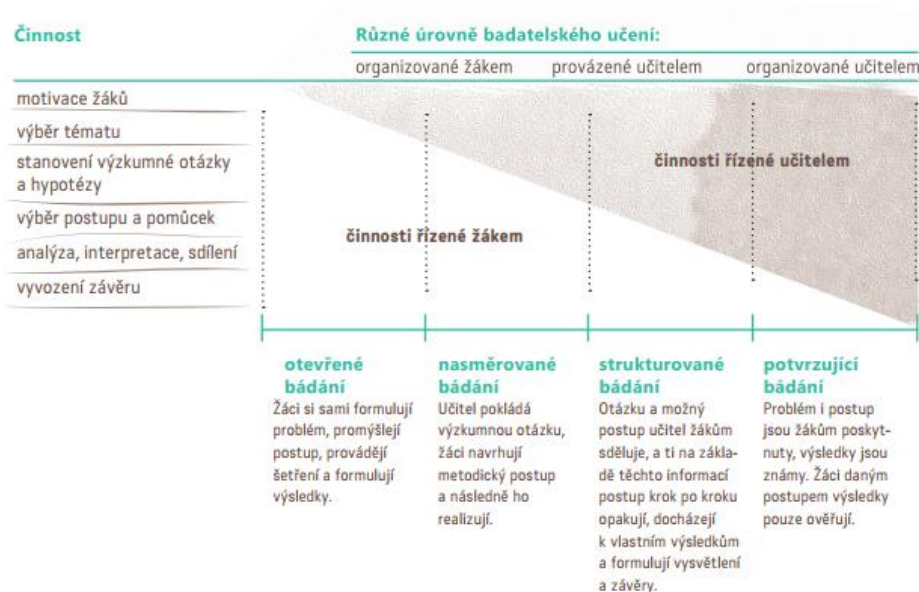 Činnost
Různé úrovně badatelského učení:
organizované žákem
provázené učitelem
organizované učitelem
motivace žáků
výběr tématu
stanovení výzkumné otázky
a hypotézy
výběr postupu a pomůcek
analýza, interpretace, sdílení
vyvození závěru
činnosti řízené učitelem
činnosti řízené žákem
otevřené
bádání
Žáci si sami formulují
problém, promýšlejí
postup, provádějí
šetření a formulují
výsledky.
nasměrované
bádání
Učitel pokládá
výzkumnou otázku,
žáci navrhují
metodický postup
a následně ho
realizují.
strukturované
bádání
Otázku a možný
postup učitel žákům
sděluje, a ti na zákla-
dě těchto informací
postup krok po kroku
opakují, docházejí
k vlastním výsledkům
a formulují vysvětlení
a závěry.
potvrzující
bádání
Problém i postup
jsou žákům poskyt-
nuty, výsledky jsou
známy. Žáci daným
postupem výsledky
pouze ověřují.